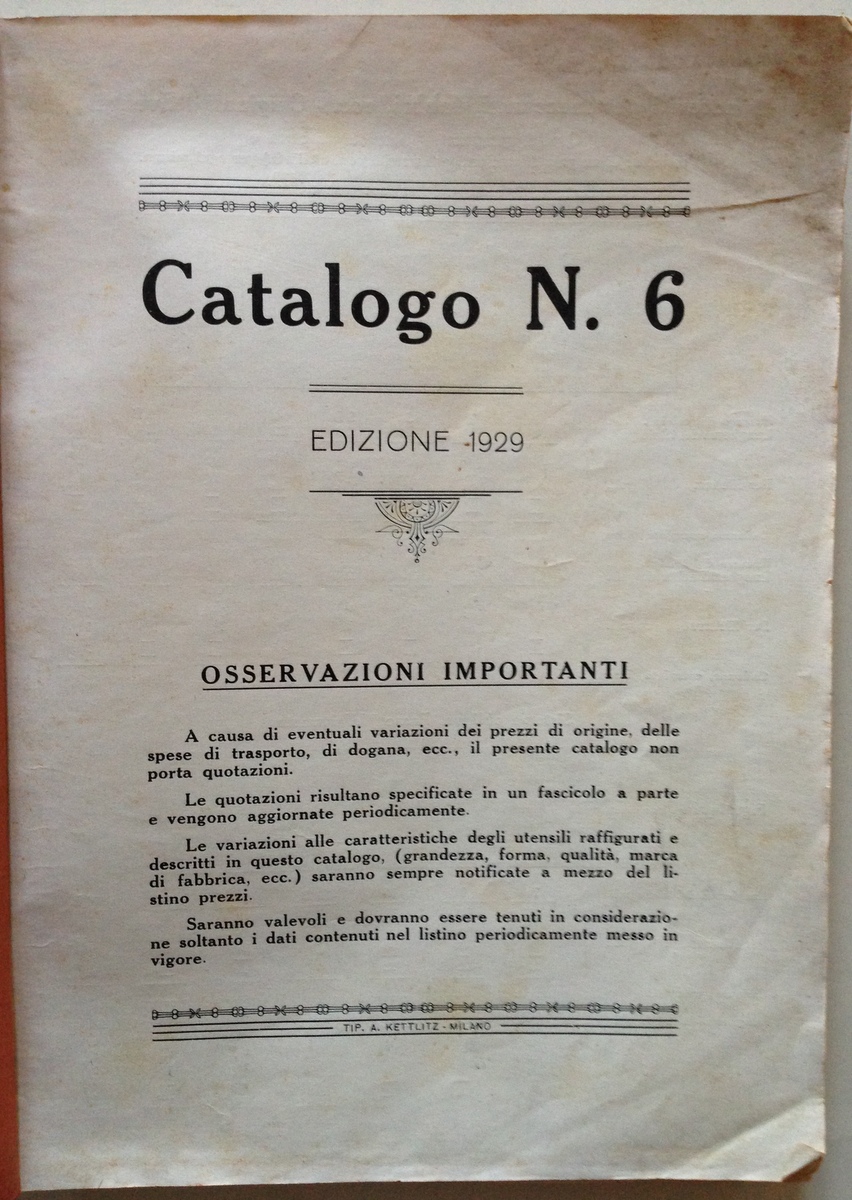 Catalogo N. 6
EDIZIONE 1929
OSSERVAZIONI IMPORTANTI
A causa di eventuali variazioni dei prezzi di origine, delle
spese di trasporto, di dogana, ecc., il presente catalogo non
porta quotazioni.
Le quotazioni risultano specificate in un fascicolo a parte
e vengono aggiornate periodicamente.
Le variazioni alle caratteristiche degli utensili raffigurati e
descritti in questo catalogo, (grandezza, forma, qualità, marca
di fabbrica, ecc.) saranno sempre notificate a mezzo del li-
stino prezzi.
Saranno valevoli e dovranno essere tenuti in considerazio-
ne soltanto i dati contenuti nel listino periodicamente messo in
vigore.
TIP. A. KETTLITZ - MILANO